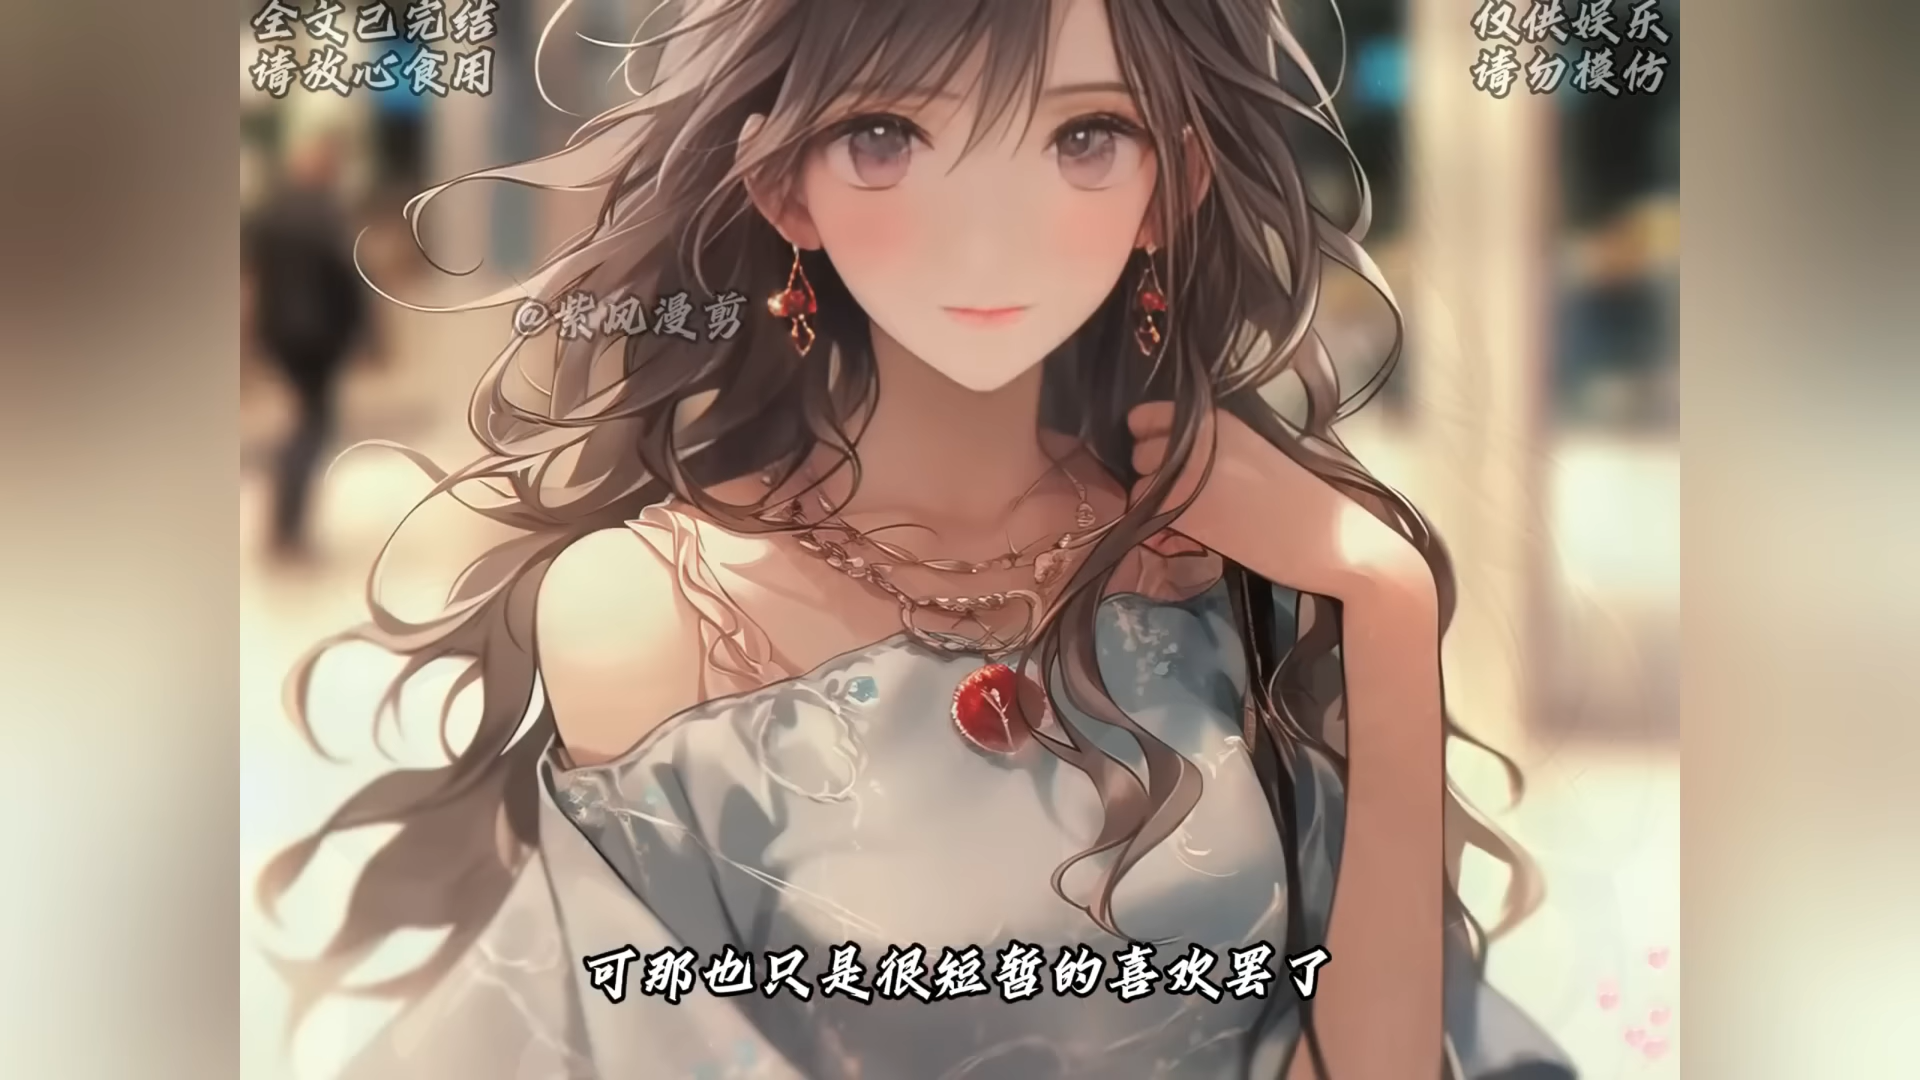 全文已完结
请放心食用
仅供娱乐
请勿模仿
@紫风漫剪
可那也只是很短暂的喜欢罢了